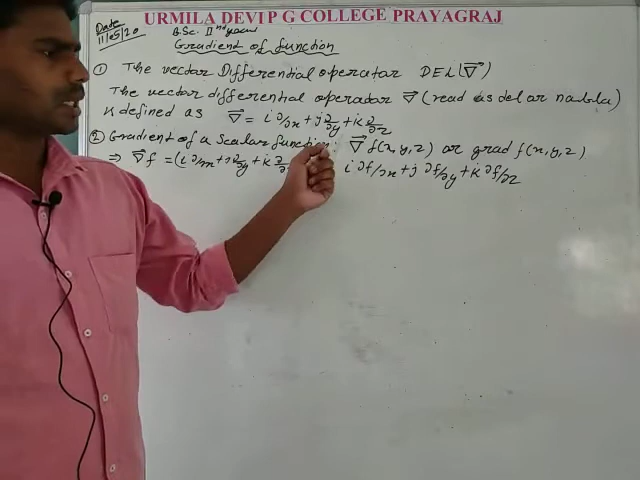 URMILA DEVI P G COLLEGE PRAYAGRAJ
Date 11/05/20
B.Sc. II nd year
Gradient of function
① The vector Differential operator DEL (∇⃗)
The vector differential operator ∇⃗ (read as del or nabla)
is defined as ∇⃗ = i ∂/∂x + j ∂/∂y + k ∂/∂z
② Gradient of a Scalar function: ∇⃗ f(x, y, z) or grad f(x, y, z)
⇒ ∇⃗f = (i ∂/∂x + j ∂/∂y + k ∂/∂ i ∂f/∂x + j ∂f/∂y + k ∂f/∂z